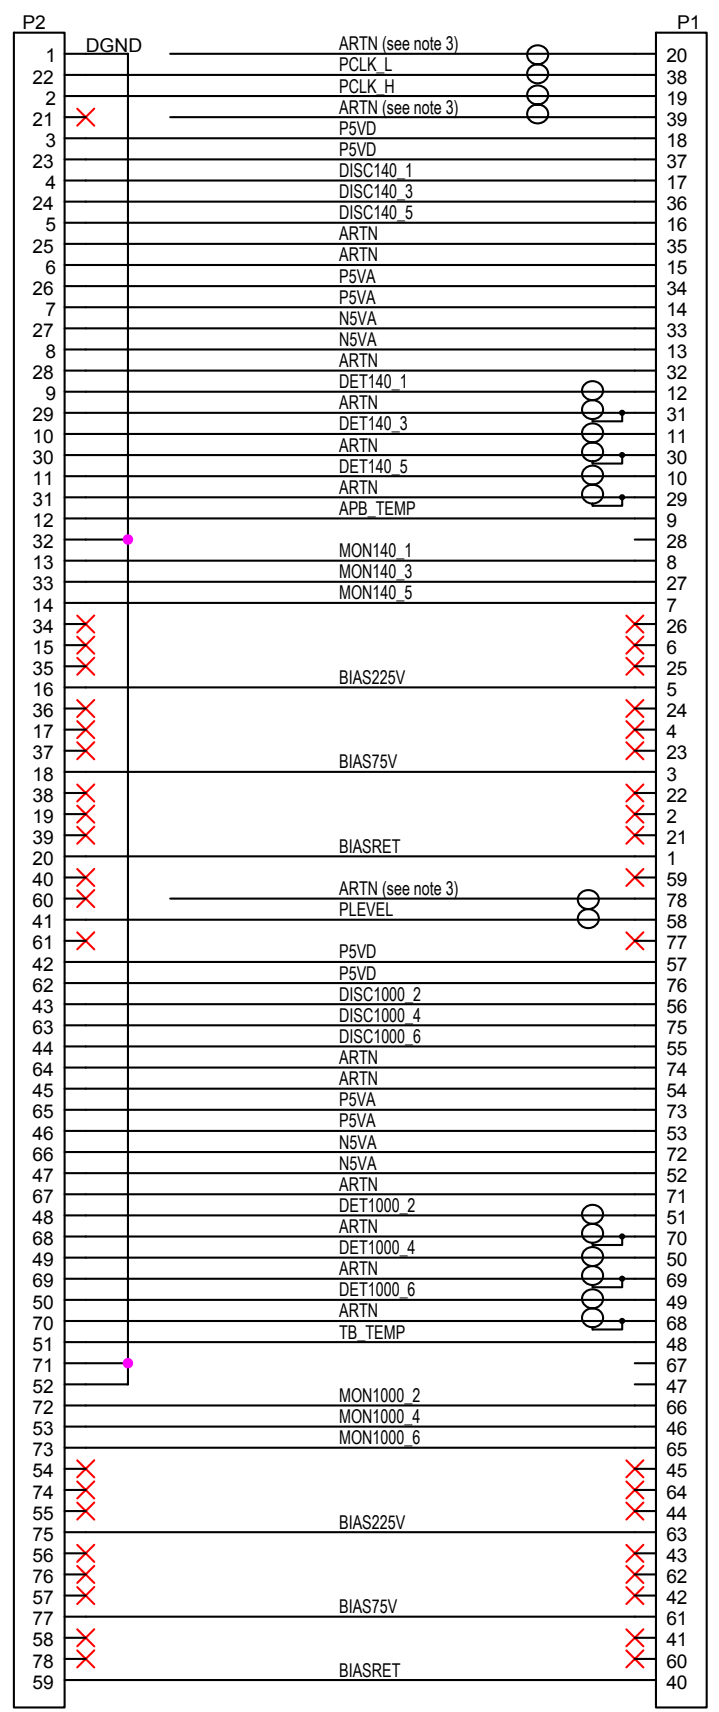 P2 P1
DGND
1 ARTN (see note 3) 20
22 PCLK_L 38
2 PCLK_H 19
21 ARTN (see note 3) 39
3 P5VD 18
23 P5VD 37
4 DISC140_1 17
24 DISC140_3 36
5 DISC140_5 16
25 ARTN 35
6 ARTN 15
26 P5VA 34
7 P5VA 14
27 N5VA 33
8 N5VA 13
28 ARTN 32
9 DET140_1 12
29 ARTN 31
10 DET140_3 11
30 ARTN 30
11 DET140_5 10
31 ARTN 29
12 APB_TEMP 9
32 28
13 MON140_1 8
33 MON140_3 27
14 MON140_5 7
34 26
15 6
35 25
16 BIAS225V 5
36 24
17 4
37 23
18 BIAS75V 3
38 22
19 2
39 21
20 BIASRET 1
40 59
60 ARTN (see note 3) 78
41 PLEVEL 58
61 77
42 P5VD 57
62 P5VD 76
43 DISC1000_2 56
63 DISC1000_4 75
44 DISC1000_6 55
64 ARTN 74
45 ARTN 54
65 P5VA 73
46 P5VA 53
66 N5VA 72
47 N5VA 52
67 ARTN 71
48 DET1000_2 51
68 ARTN 70
49 DET1000_4 50
69 ARTN 69
50 DET1000_6 49
70 ARTN 68
51 TB_TEMP 48
71 67
52 47
72 MON1000_2 66
53 MON1000_4 46
73 MON1000_6 65
54 45
74 64
55 44
75 BIAS225V 63
56 43
76 62
57 42
77 BIAS75V 61
58 41
78 60
59 BIASRET 40